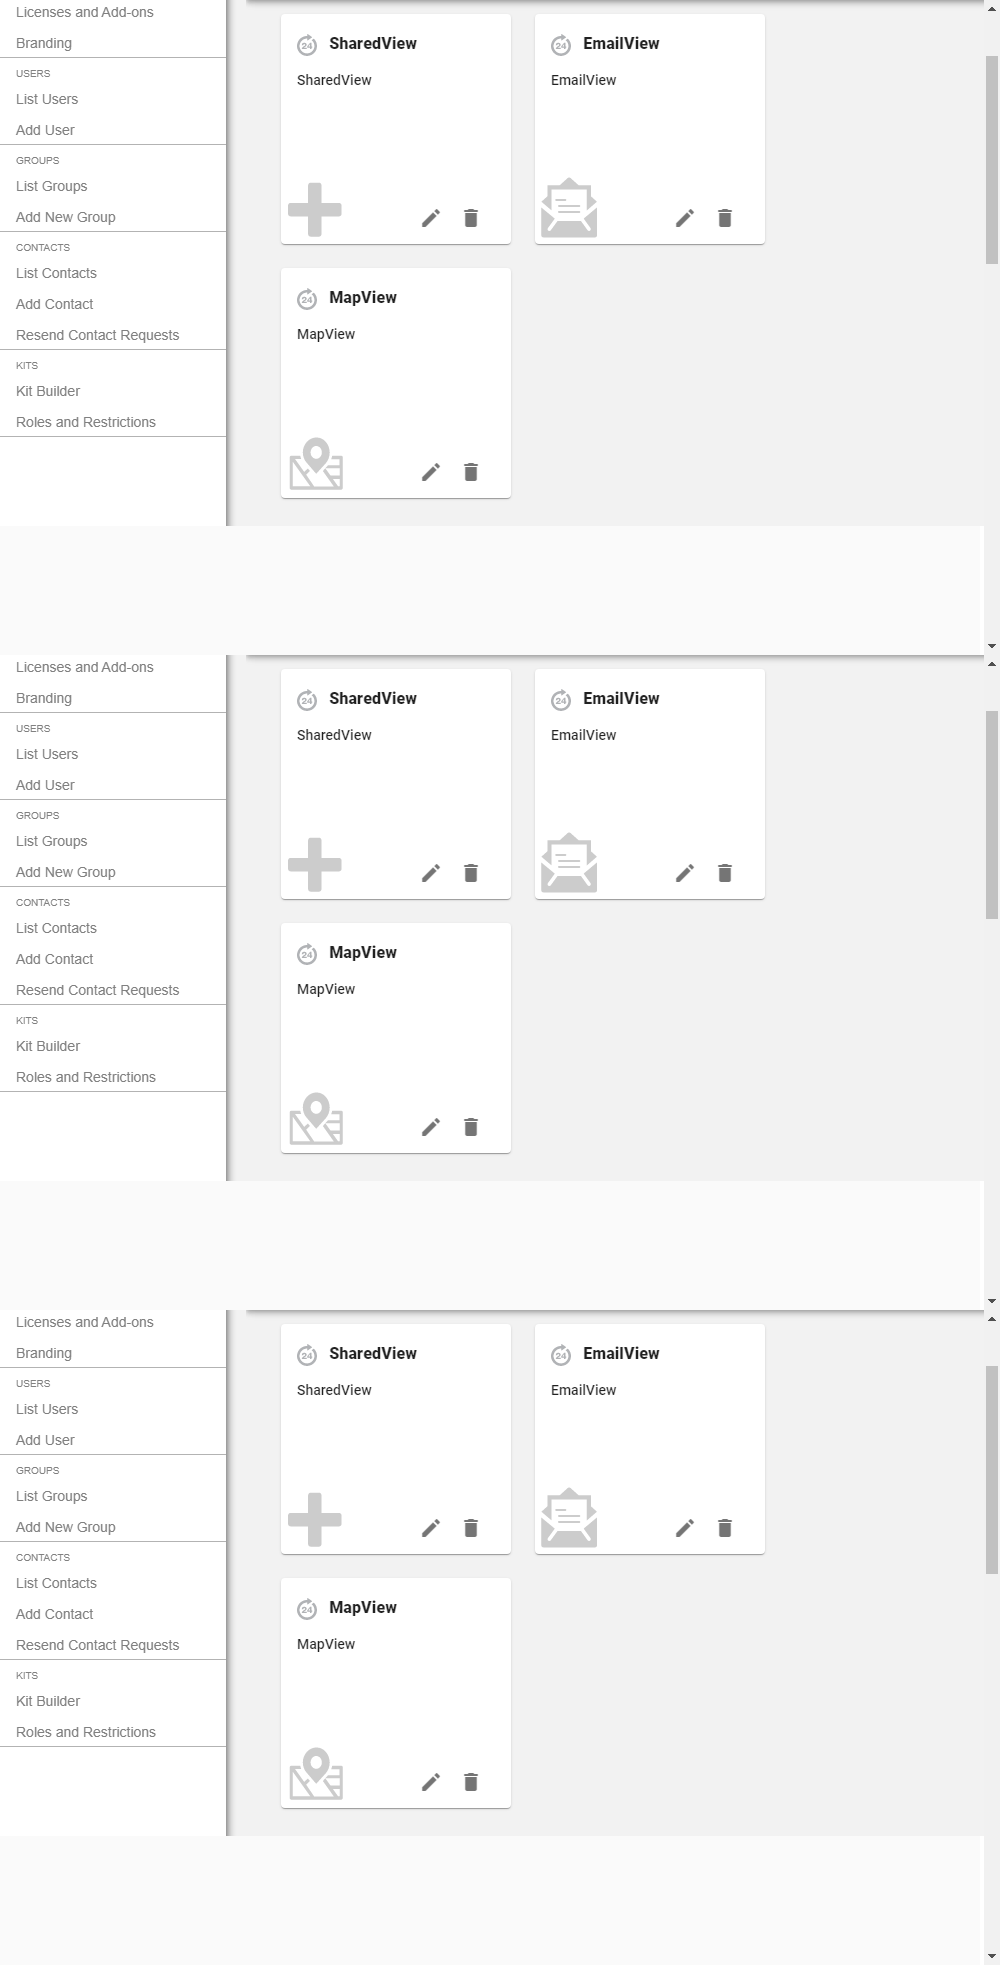 Licenses and Add-ons
Branding
USERS
List Users
Add User
GROUPS
List Groups
Add New Group
CONTACTS
List Contacts
Add Contact
Resend Contact Requests
KITS
Kit Builder
Roles and Restrictions
24 SharedView
SharedView
24 EmailView
EmailView
24 MapView
MapView
Licenses and Add-ons
Branding
USERS
List Users
Add User
GROUPS
List Groups
Add New Group
CONTACTS
List Contacts
Add Contact
Resend Contact Requests
KITS
Kit Builder
Roles and Restrictions
24 SharedView
SharedView
24 EmailView
EmailView
24 MapView
MapView
Licenses and Add-ons
Branding
USERS
List Users
Add User
GROUPS
List Groups
Add New Group
CONTACTS
List Contacts
Add Contact
Resend Contact Requests
KITS
Kit Builder
Roles and Restrictions
24 SharedView
SharedView
24 EmailView
EmailView
24 MapView
MapView